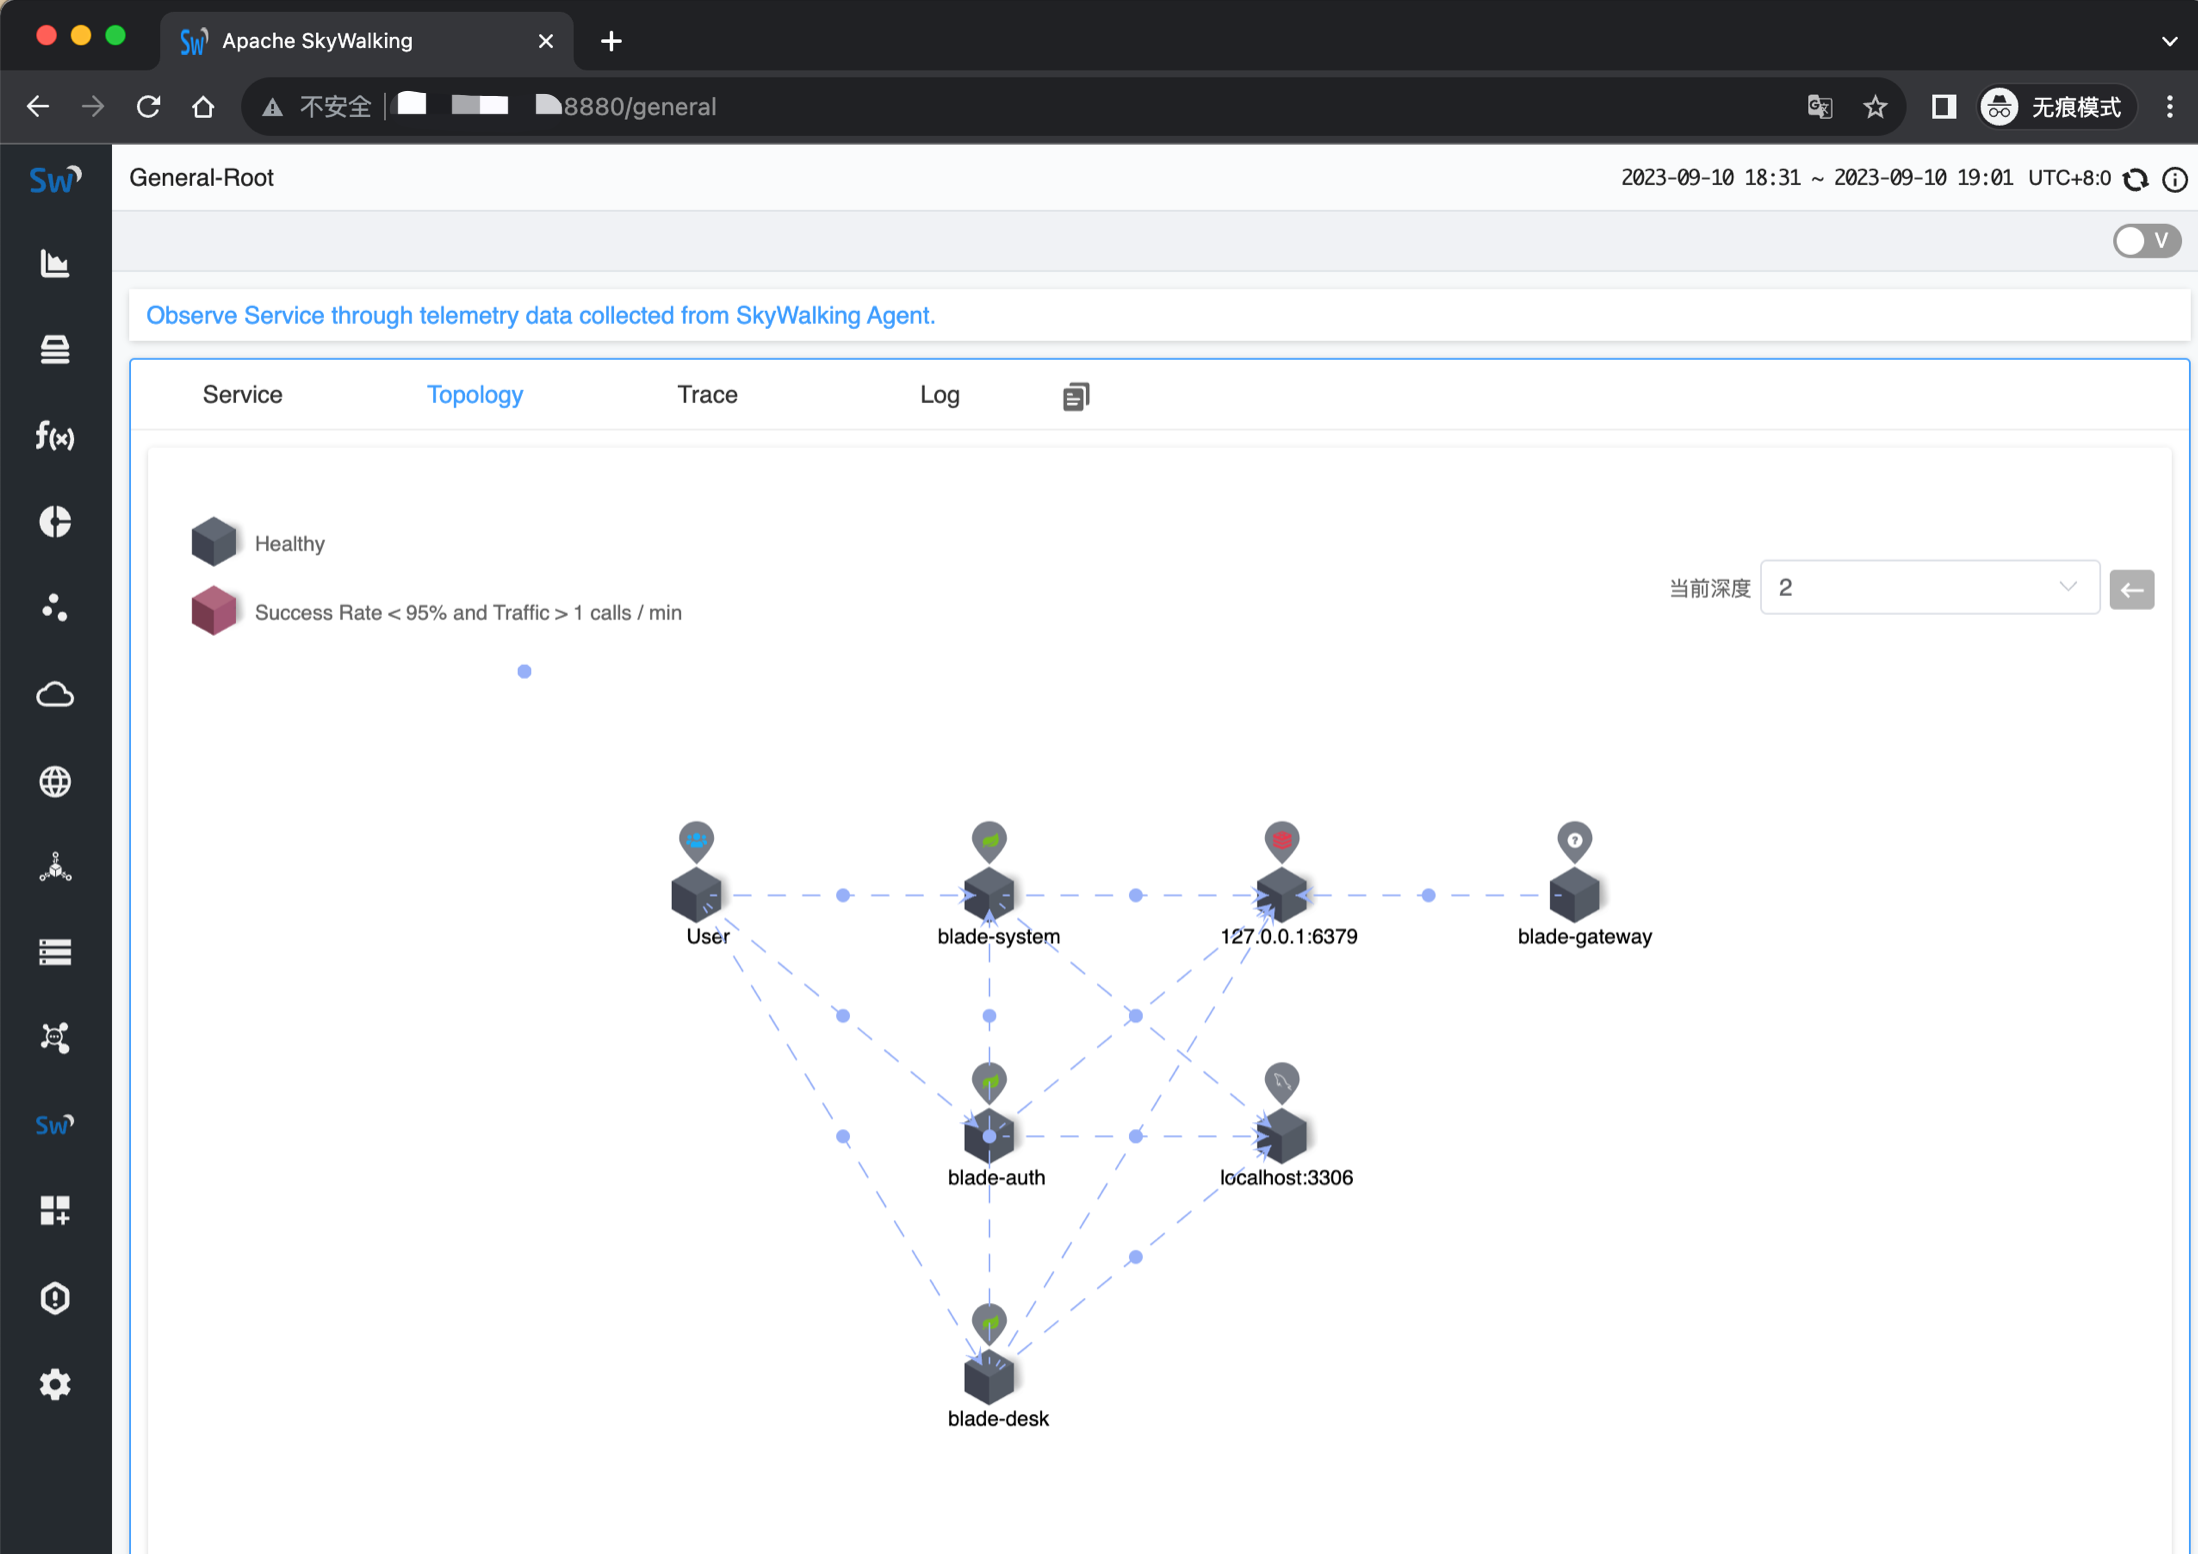 Apache SkyWalking
不安全
8880/general
无痕模式
Sw
General-Root
2023-09-10 18:31 ~ 2023-09-10 19:01 UTC+8:0
V
Observe Service through telemetry data collected from SkyWalking Agent.
Service Topology Trace Log
f(x)
Healthy
Success Rate < 95% and Traffic > 1 calls / min
当前深度 2
User blade-system 127.0.0.1:6379 blade-gateway
Sw
blade-auth localhost:3306
blade-desk